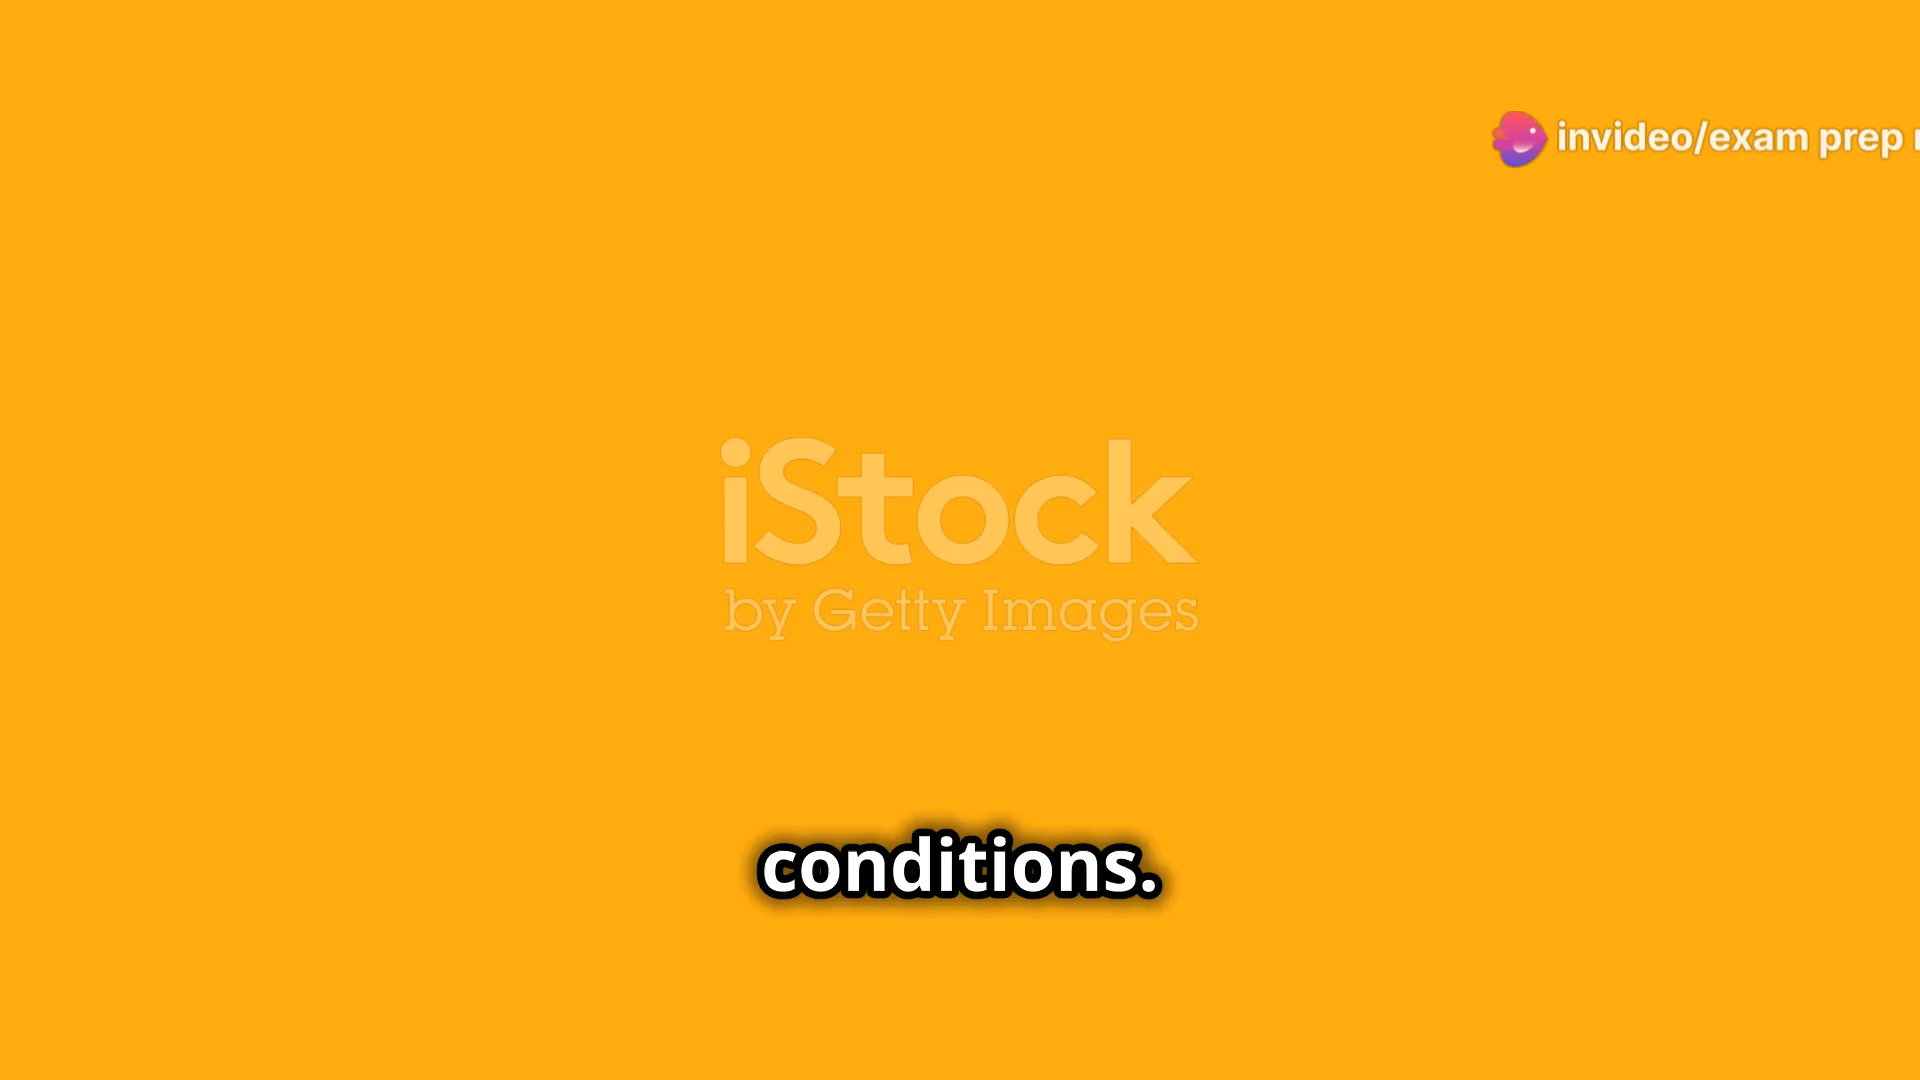 invideo/exam prep
iStock
by Getty Images
conditions.